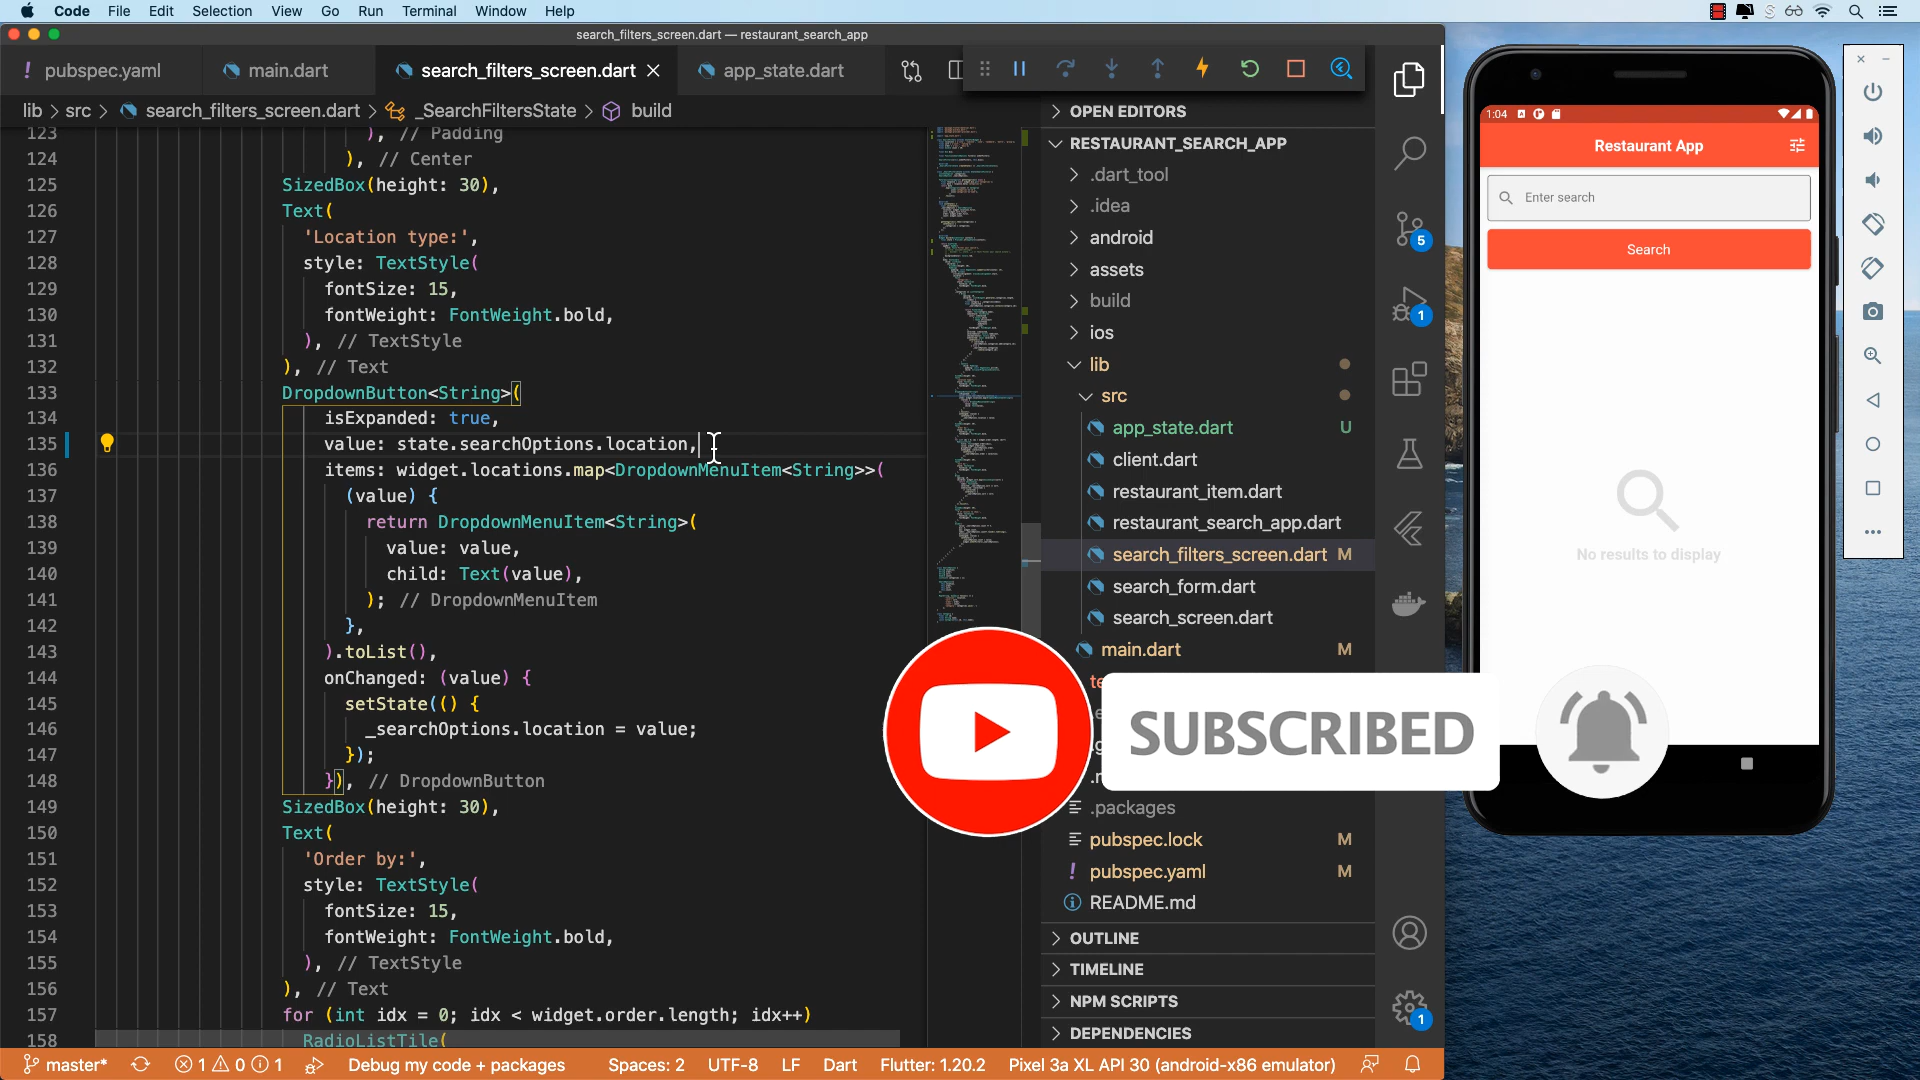 Code File Edit Selection View Go Run Terminal Window Help
search_filters_screen.dart — restaurant_search_app
! pubspec.yaml main.dart search_filters_screen.dart app_state.dart
lib > src > search_filters_screen.dart > _SearchFiltersState > build
123 ), // Padding
124 ), // Center
125 SizedBox(height: 30),
126 Text(
127 'Location type:',
128 style: TextStyle(
129 fontSize: 15,
130 fontWeight: FontWeight.bold,
131 ), // TextStyle
132 ), // Text
133 DropdownButton<String>(
134 isExpanded: true,
135 value: state.searchOptions.location,
136 items: widget.locations.map<DropdownMenuItem<String>>(
137 (value) {
138 return DropdownMenuItem<String>(
139 value: value,
140 child: Text(value),
141 ); // DropdownMenuItem
142 },
143 ).toList(),
144 onChanged: (value) {
145 setState(() {
146 _searchOptions.location = value;
147 });
148 }), // DropdownButton
149 SizedBox(height: 30),
150 Text(
151 'Order by:',
152 style: TextStyle(
153 fontSize: 15,
154 fontWeight: FontWeight.bold,
155 ), // TextStyle
156 ), // Text
157 for (int idx = 0; idx < widget.order.length; idx++)
158 RadioListTile(
OPEN EDITORS
RESTAURANT_SEARCH_APP
.dart_tool
.idea
android
assets
build
ios
lib
src
app_state.dart U
client.dart
restaurant_item.dart
restaurant_search_app.dart
search_filters_screen.dart M
search_form.dart
search_screen.dart
main.dart M
te
.packages
pubspec.lock M
! pubspec.yaml M
README.md
OUTLINE
TIMELINE
NPM SCRIPTS
DEPENDENCIES
5
1
1
1:04
Restaurant App
Enter search
Search
No results to display
SUBSCRIBED
master* 1 0 1 Debug my code + packages Spaces: 2 UTF-8 LF Dart Flutter: 1.20.2 Pixel 3a XL API 30 (android-x86 emulator)